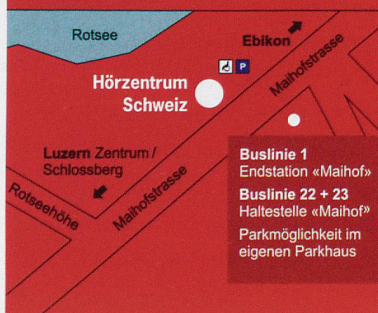 Rotsee
Ebikon
Maihofstrasse
P
Hörzentrum
Schweiz
Luzern Zentrum /
Schlossberg
Rotseehöhe
Maihofstrasse
Buslinie 1
Endstation «Maihof»
Buslinie 22 + 23
Haltestelle «Maihof»
Parkmöglichkeit im
eigenen Parkhaus